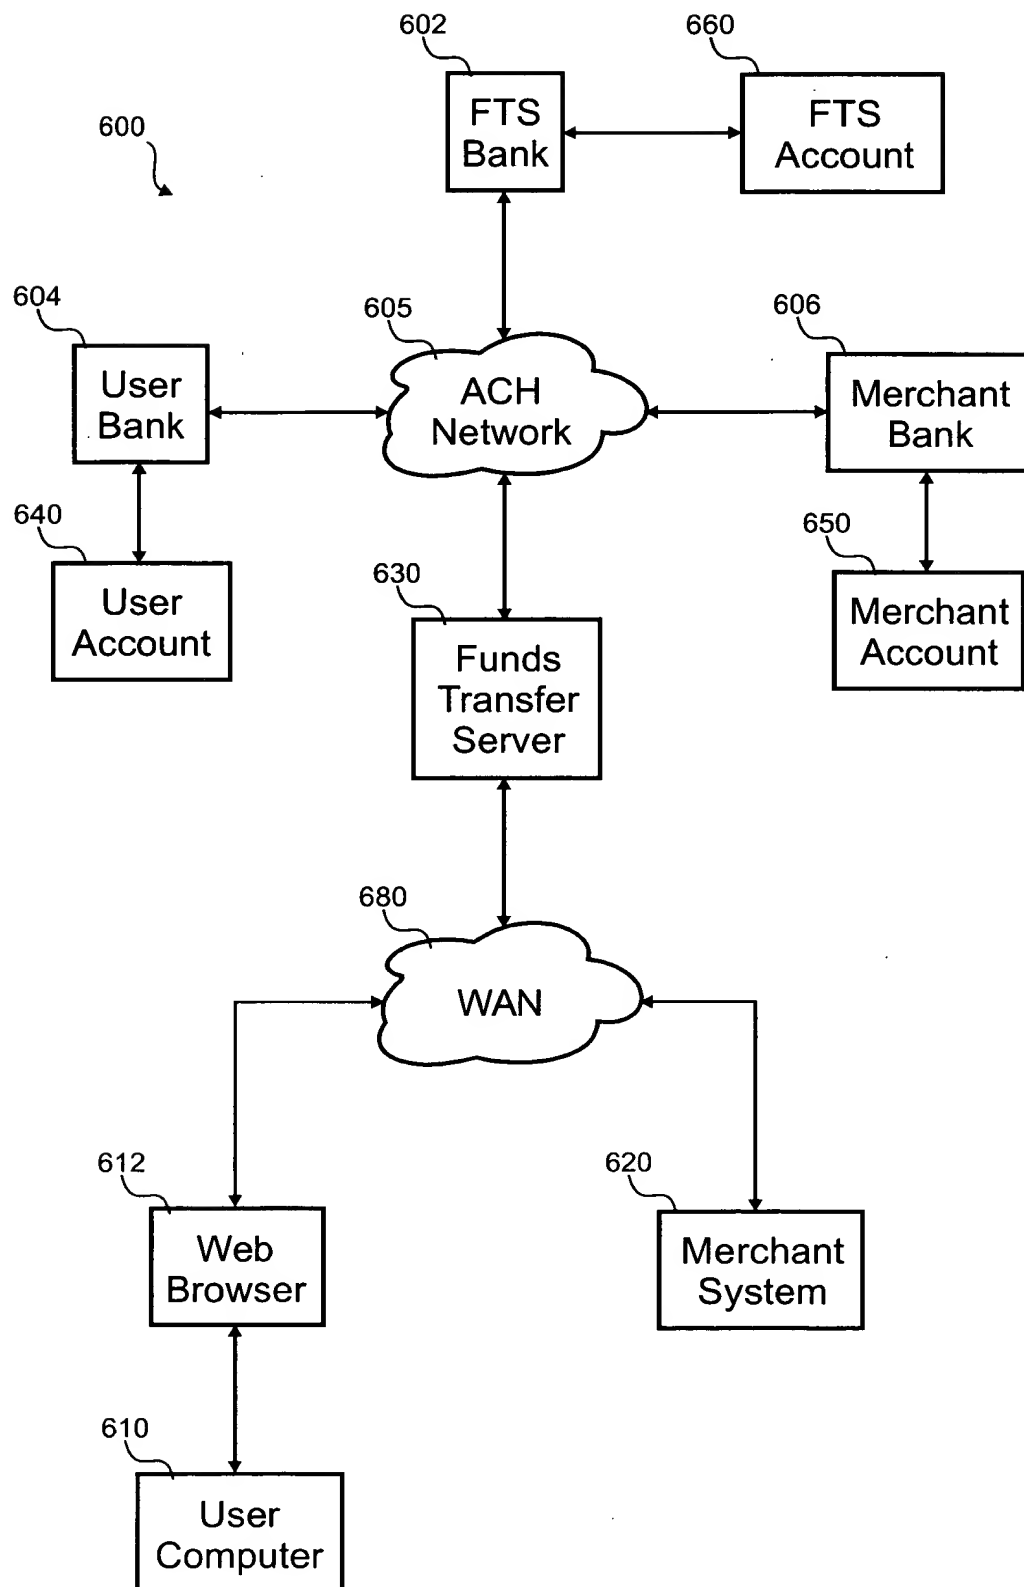 602
660
FTS
Bank
FTS
Account
600
604
605
606
User
Bank
ACH
Network
Merchant
Bank
640
630
650
User
Account
Funds
Transfer
Server
Merchant
Account
680
WAN
612
620
Web
Browser
Merchant
System
610
User
Computer